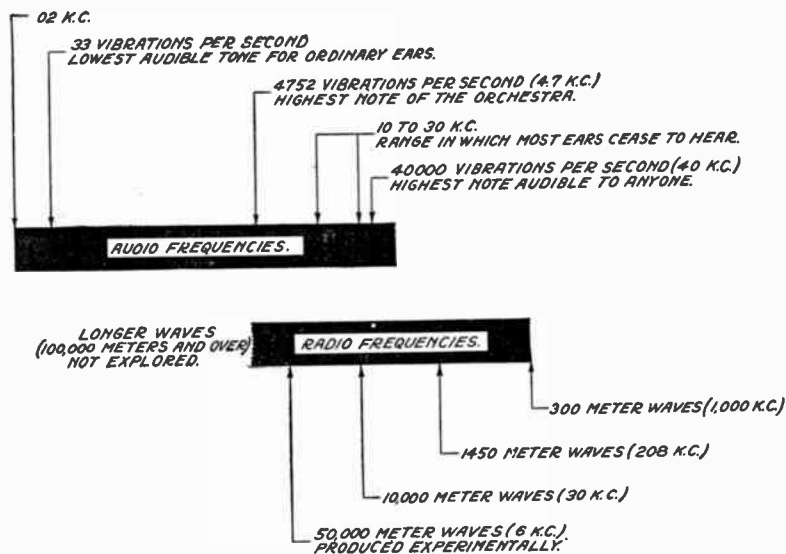 02 K.C.
33 VIBRATIONS PER SECOND
LOWEST AUDIBLE TONE FOR ORDINARY EARS.
4752 VIBRATIONS PER SECOND (4.7 K.C.)
HIGHEST NOTE OF THE ORCHESTRA.
10 TO 30 K.C.
RANGE IN WHICH MOST EARS CEASE TO HEAR.
40000 VIBRATIONS PER SECOND (40 K.C.)
HIGHEST NOTE AUDIBLE TO ANYONE.
AUDIO FREQUENCIES.
LONGER WAVES
(100,000 METERS AND OVER)
NOT EXPLORED.
RADIO FREQUENCIES.
300 METER WAVES (1,000 K.C.)
1450 METER WAVES (208 K.C.)
10,000 METER WAVES (30 K.C.)
50,000 METER WAVES (6 K.C.)
PRODUCED EXPERIMENTALLY.